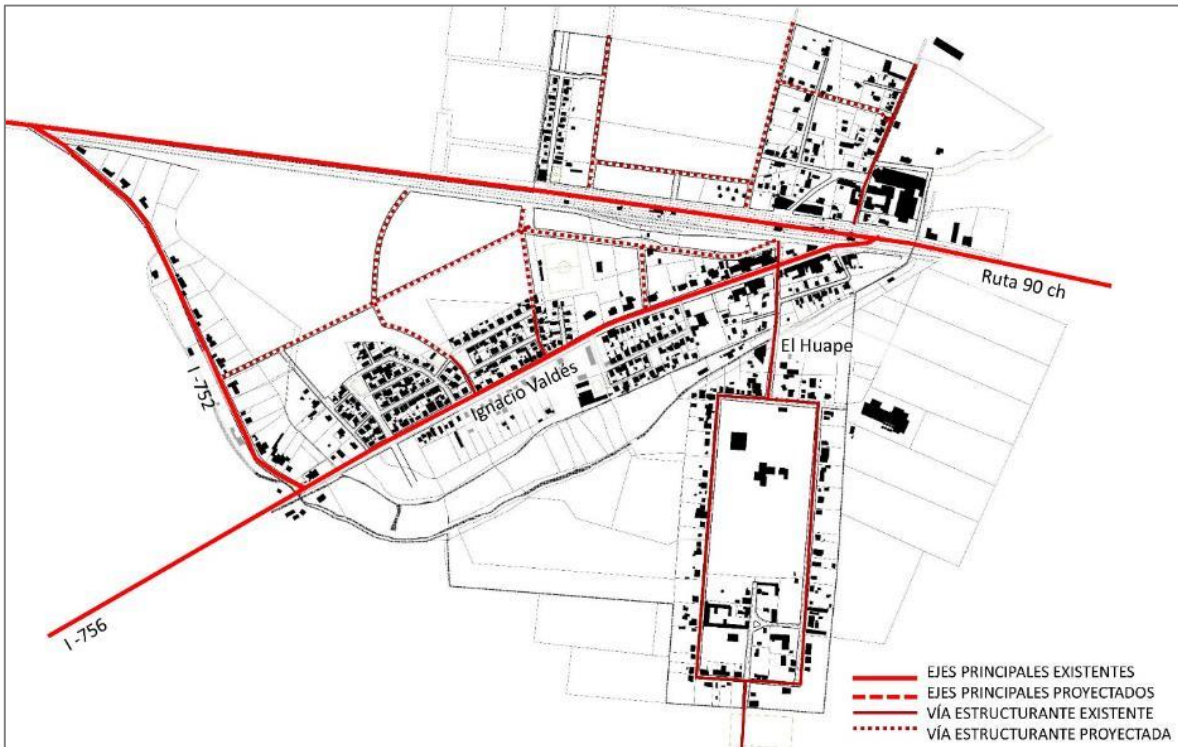 Ruta 90 ch
El Huape
I -752
Ignacio Valdés
I -756
EJES PRINCIPALES EXISTENTES
EJES PRINCIPALES PROYECTADOS
VÍA ESTRUCTURANTE EXISTENTE
VÍA ESTRUCTURANTE PROYECTADA